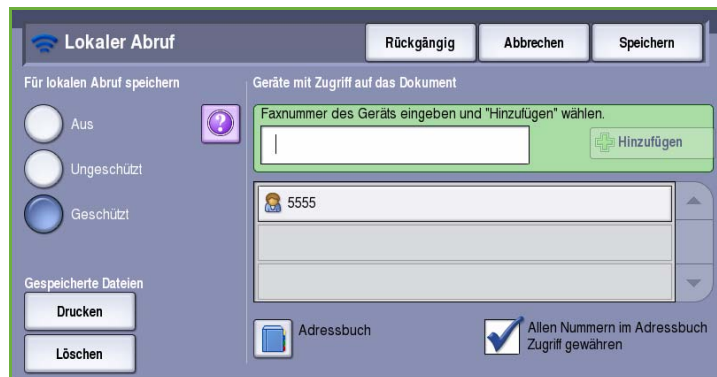 Lokaler Abruf
Rückgängig
Abbrechen
Speichern
Für lokalen Abruf speichern
Aus
Ungeschützt
Geschützt
Gespeicherte Dateien
Drucken
Löschen
Geräte mit Zugriff auf das Dokument
Faxnummer des Geräts eingeben und "Hinzufügen" wählen.
Hinzufügen
5555
Adressbuch
Allen Nummern im Adressbuch
Zugriff gewähren